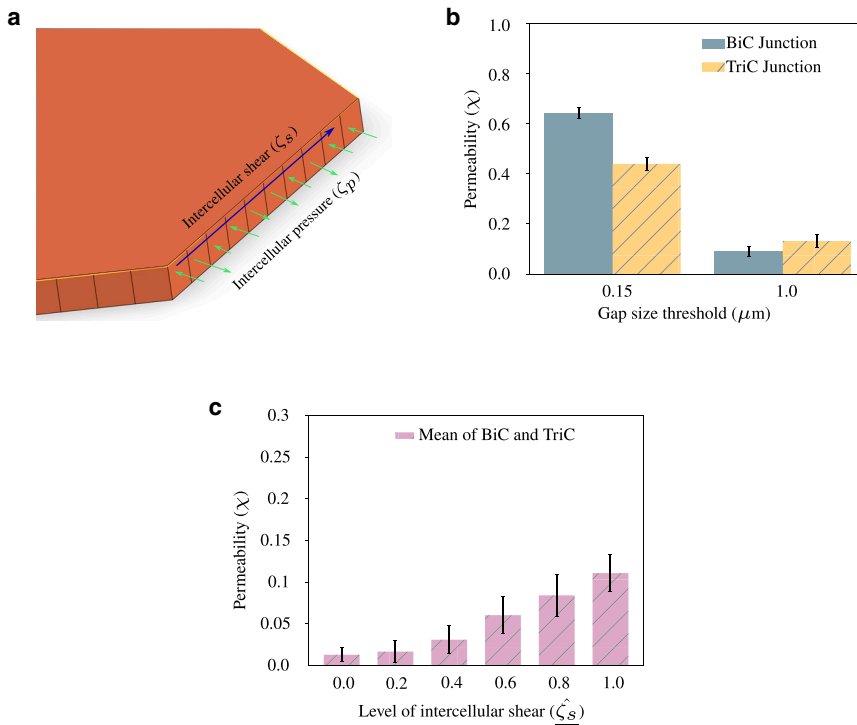 a
Intercellular shear (ζs)
Intercellular pressure (ζp)
b
1.0
0.8
0.6
0.4
0.2
0.0
Permeability (χ)
BiC Junction
TriC Junction
0.15 1.0
Gap size threshold (μm)
c
0.3
0.25
0.2
0.15
0.1
0.05
0.0
Permeability (χ)
Mean of BiC and TriC
0.0 0.2 0.4 0.6 0.8 1.0
Level of intercellular shear (ζ̂s)